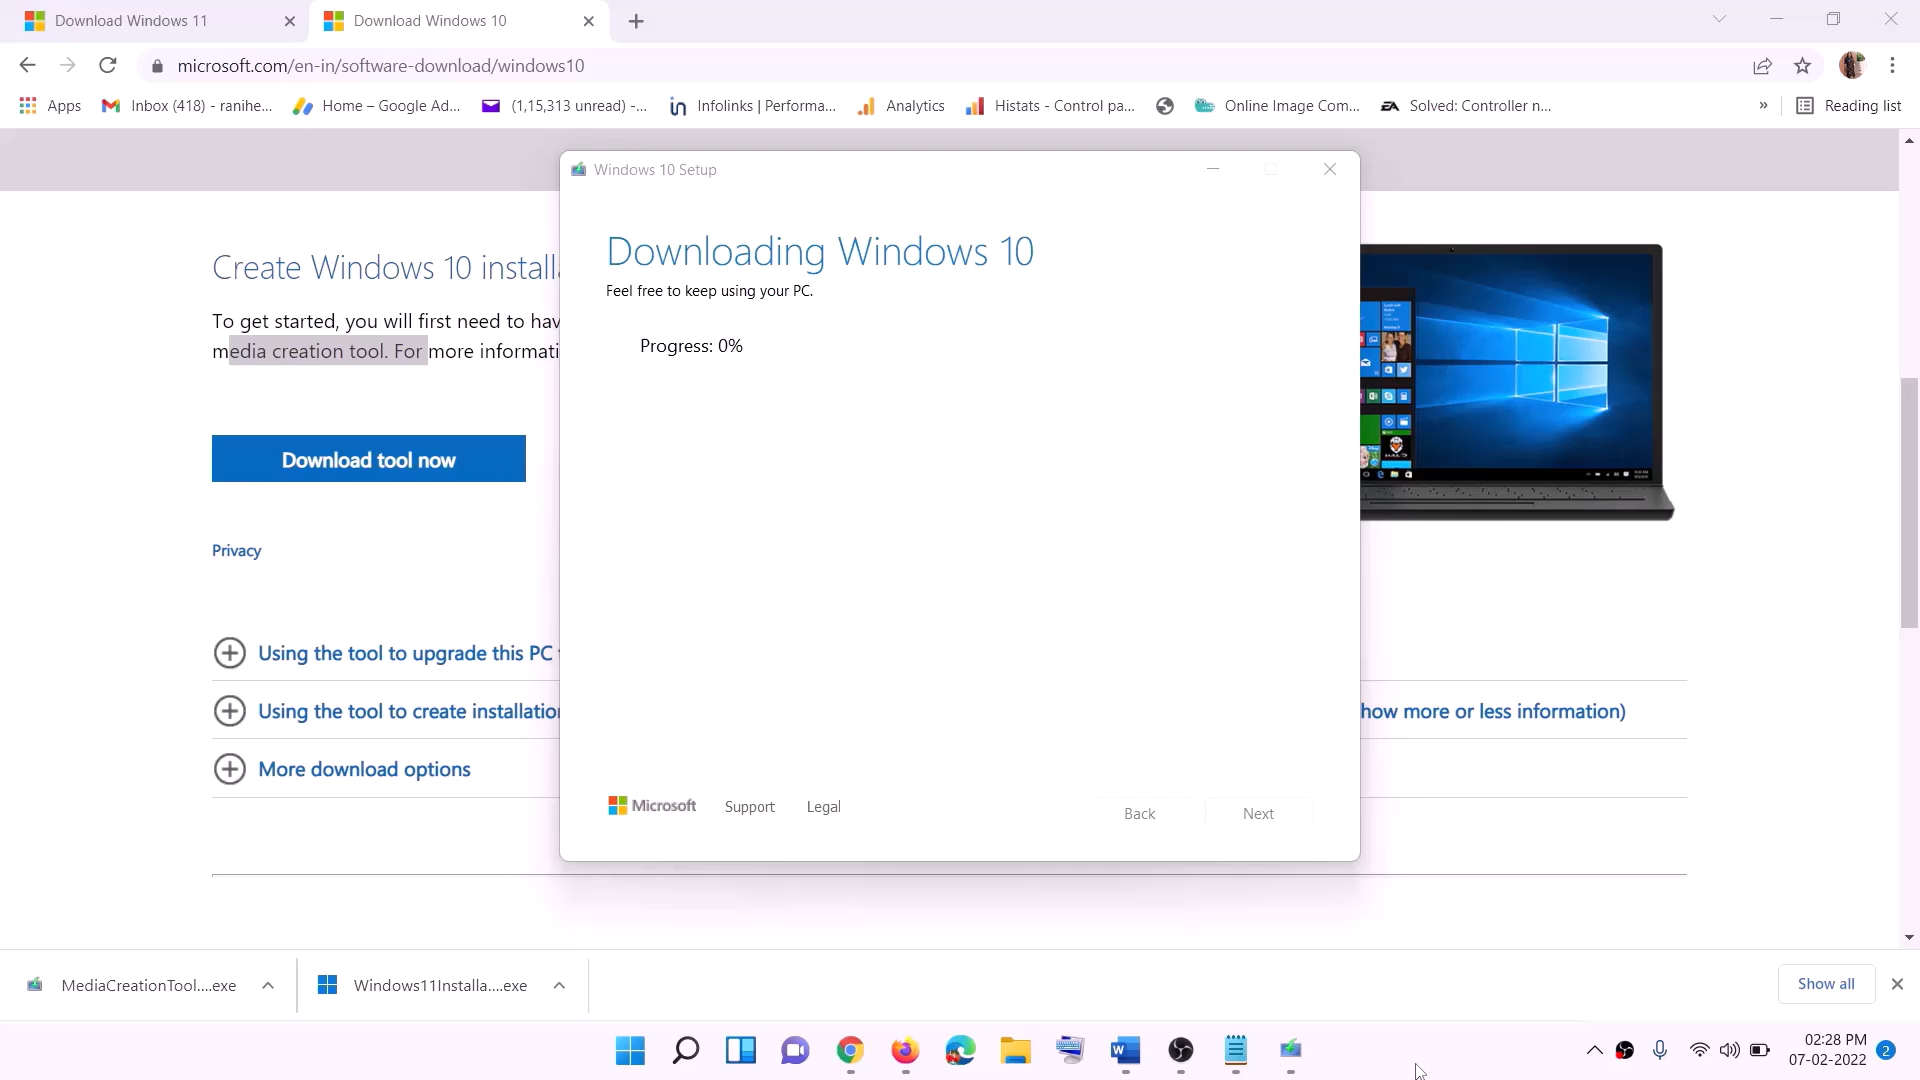 Download Windows 11
Download Windows 10
microsoft.com/en-in/software-download/windows10
Apps
Inbox (418) - ranihe...
Home – Google Ad...
(1,15,313 unread) -...
Infolinks | Performa...
Analytics
Histats - Control pa...
Online Image Com...
Solved: Controller n...
»
Reading list
Windows 10 Setup
Downloading Windows 10
Feel free to keep using your PC.
Progress: 0%
Microsoft
Support
Legal
Back
Next
Create Windows 10 installa
To get started, you will first need to hav
media creation tool. For more informati
Download tool now
Privacy
Using the tool to upgrade this PC
Using the tool to create installation
how more or less information)
More download options
MediaCreationTool....exe
Windows11Installa....exe
Show all
02:28 PM
07-02-2022
2